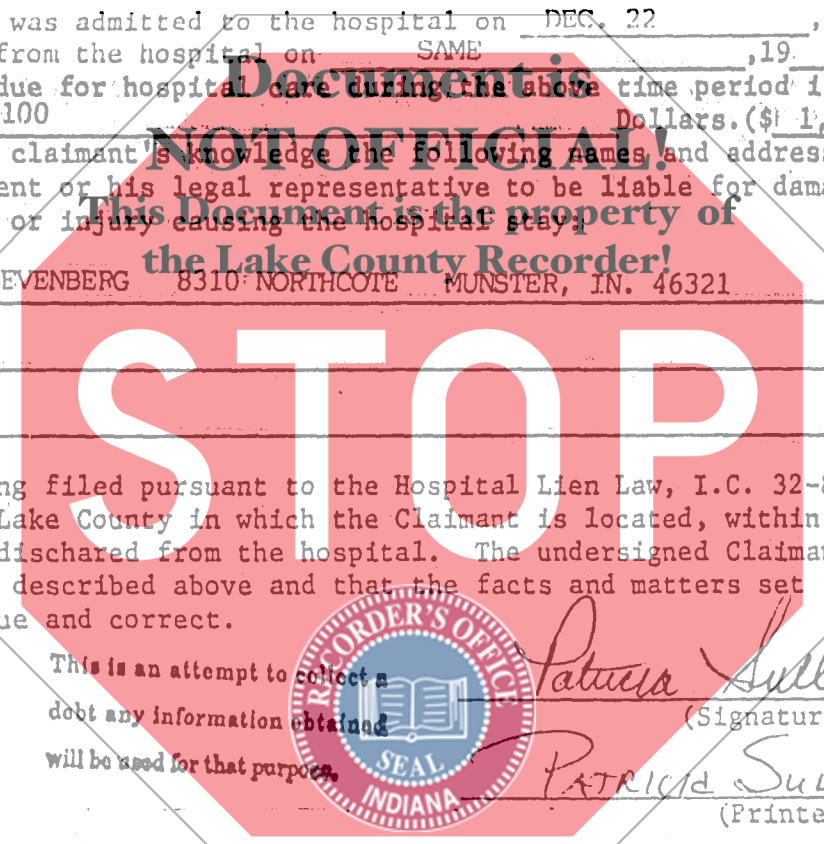 was admitted to the hospital on DEC. 22 ,
from the hospital on SAME ,19
due for hospital care during the above time period i
100 Dollars.($ 1,
claimant's knowledge the following names and address
ent or his legal representative to be liable for dama
or injury causing the hospital stay.
EVENBERG 8310 NORTHCOTE MUNSTER, IN. 46321
Document is
NOT OFFICIAL!
This Document is the property of
the Lake County Recorder!
STOP
ng filed pursuant to the Hospital Lien Law, I.C. 32-8
Lake County in which the Claimant is located, within
dischared from the hospital. The undersigned Claiman
described above and that the facts and matters set
ue and correct.
This is an attempt to collect a
debt any information obtained
will be used for that purpose.
RECORDER'S OFFICE
SEAL
INDIANA
Patricia Sull
(Signatur
PATRICIA SUL
(Printe